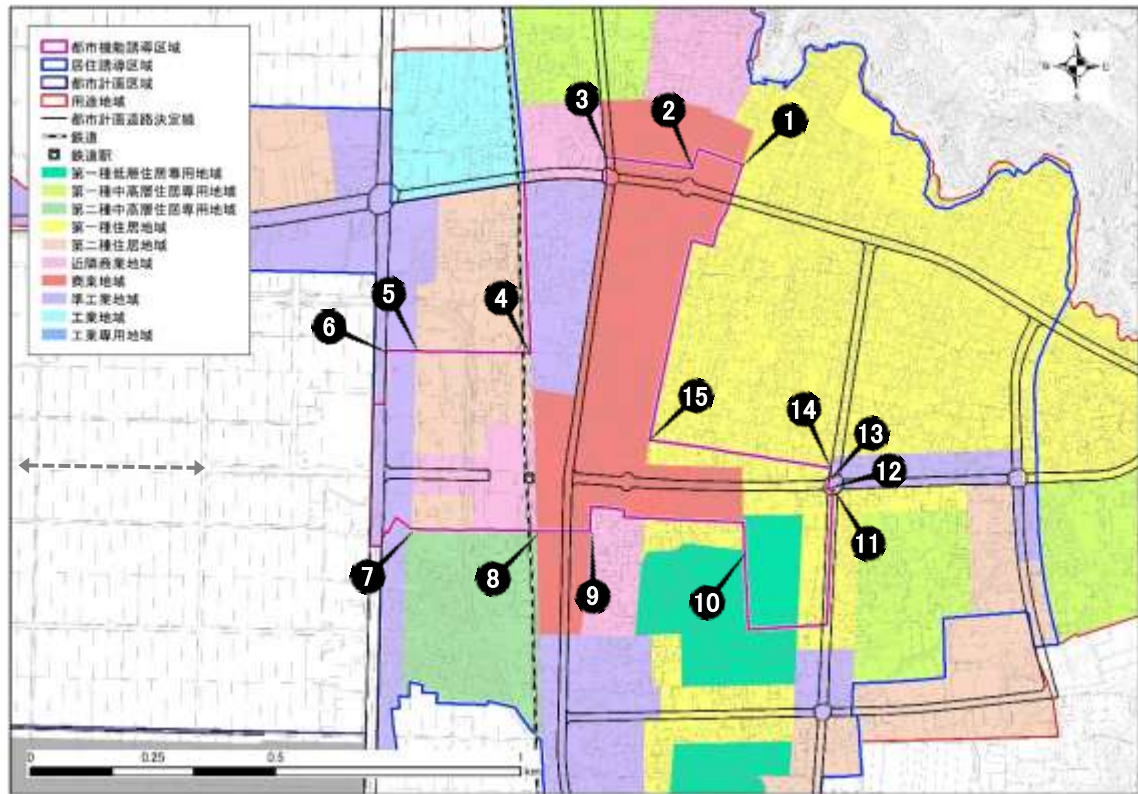 都市機能誘導区域
居住誘導区域
都市計画区域
用途地域
都市計画道路決定線
鉄道
鉄道駅
第一種低層住居専用地域
第一種中高層住居専用地域
第二種中高層住居専用地域
第一種住居地域
第二種住居地域
近隣商業地域
商業地域
準工業地域
工業地域
工業専用地域
N
E
S
3
2
1
5
4
6
15
14
13
12
11
7
8
9
10
0
0.25
0.5
1
km